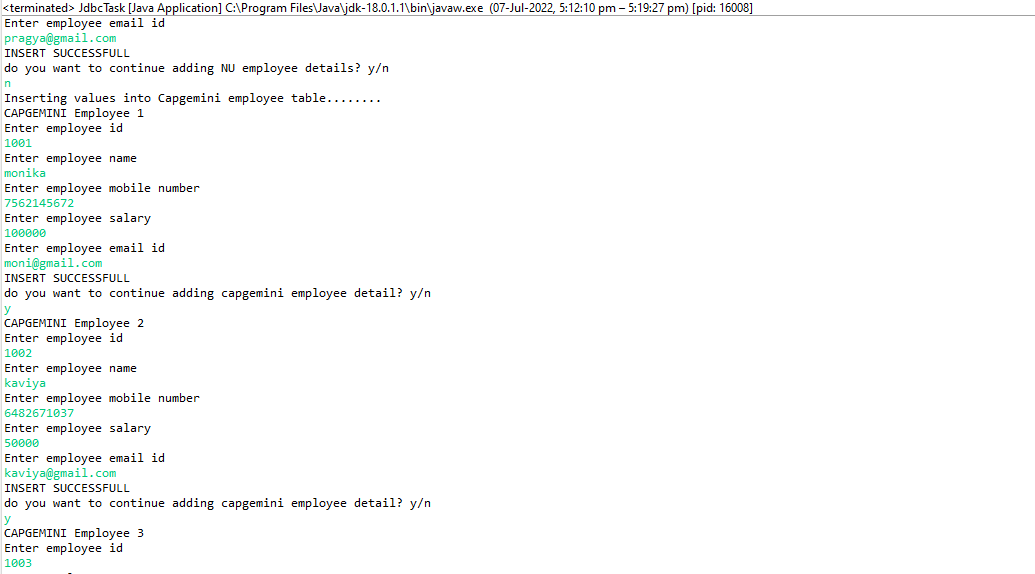 <terminated> JdbcTask [Java Application] C:\Program Files\Java\jdk-18.0.1.1\bin\javaw.exe (07-Jul-2022, 5:12:10 pm – 5:19:27 pm) [pid: 16008]
Enter employee email id
pragya@gmail.com
INSERT SUCCESSFULL
do you want to continue adding NU employee details? y/n
n
Inserting values into Capgemini employee table........
CAPGEMINI Employee 1
Enter employee id
1001
Enter employee name
monika
Enter employee mobile number
7562145672
Enter employee salary
100000
Enter employee email id
moni@gmail.com
INSERT SUCCESSFULL
do you want to continue adding capgemini employee detail? y/n
y
CAPGEMINI Employee 2
Enter employee id
1002
Enter employee name
kaviya
Enter employee mobile number
6482671037
Enter employee salary
50000
Enter employee email id
kaviya@gmail.com
INSERT SUCCESSFULL
do you want to continue adding capgemini employee detail? y/n
y
CAPGEMINI Employee 3
Enter employee id
1003